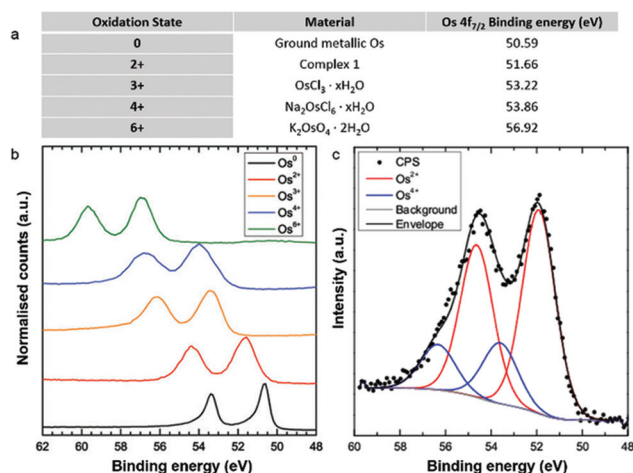 a
Oxidation State Material Os 4f₇/₂ Binding energy (eV)
0 Ground metallic Os 50.59
2+ Complex 1 51.66
3+ OsCl₃ · xH₂O 53.22
4+ Na₂OsCl₆ · xH₂O 53.86
6+ K₂OsO₄ · 2H₂O 56.92
b
Normalised counts (a.u.)
Os⁰
Os²⁺
Os³⁺
Os⁴⁺
Os⁶⁺
62 60 58 56 54 52 50 48
Binding energy (eV)
c
Intensity (a.u.)
CPS
Os²⁺
Os⁴⁺
Background
Envelope
60 58 56 54 52 50 48
Binding energy (eV)